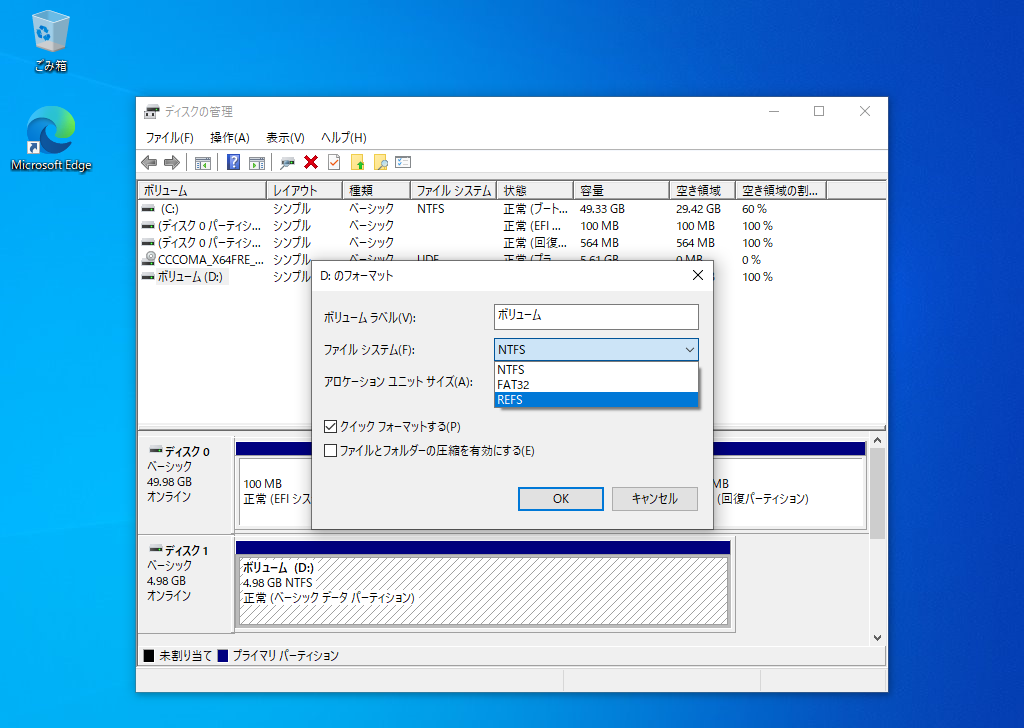 ごみ箱
Microsoft Edge
ディスクの管理
ファイル(F) 操作(A) 表示(V) ヘルプ(H)
ボリューム レイアウト 種類 ファイル システム 状態 容量 空き領域 空き領域の割...
(C:) シンプル ベーシック NTFS 正常 (ブート... 49.33 GB 29.42 GB 60 %
(ディスク 0 パーティシ... シンプル ベーシック 正常 (EFI ... 100 MB 100 MB 100 %
(ディスク 0 パーティシ... シンプル ベーシック 正常 (回復... 564 MB 564 MB 100 %
CCCOMA_X64FRE_... シンプル ベーシック UDF 正常 (プラ... 5.61 GB 0 MB 0 %
ボリューム (D:) シンプル 100 %
D: のフォーマット
ボリューム ラベル(V): ボリューム
ファイル システム(F): NTFS
NTFS
FAT32
REFS
アロケーション ユニット サイズ(A):
クイック フォーマットする(P)
ファイルとフォルダーの圧縮を有効にする(E)
OK キャンセル
ディスク 0
ベーシック
49.98 GB
オンライン
100 MB
正常 (EFI シス
MB
(回復パーティション)
ディスク 1
ベーシック
4.98 GB
オンライン
ボリューム (D:)
4.98 GB NTFS
正常 (ベーシック データ パーティション)
未割り当て プライマリ パーティション